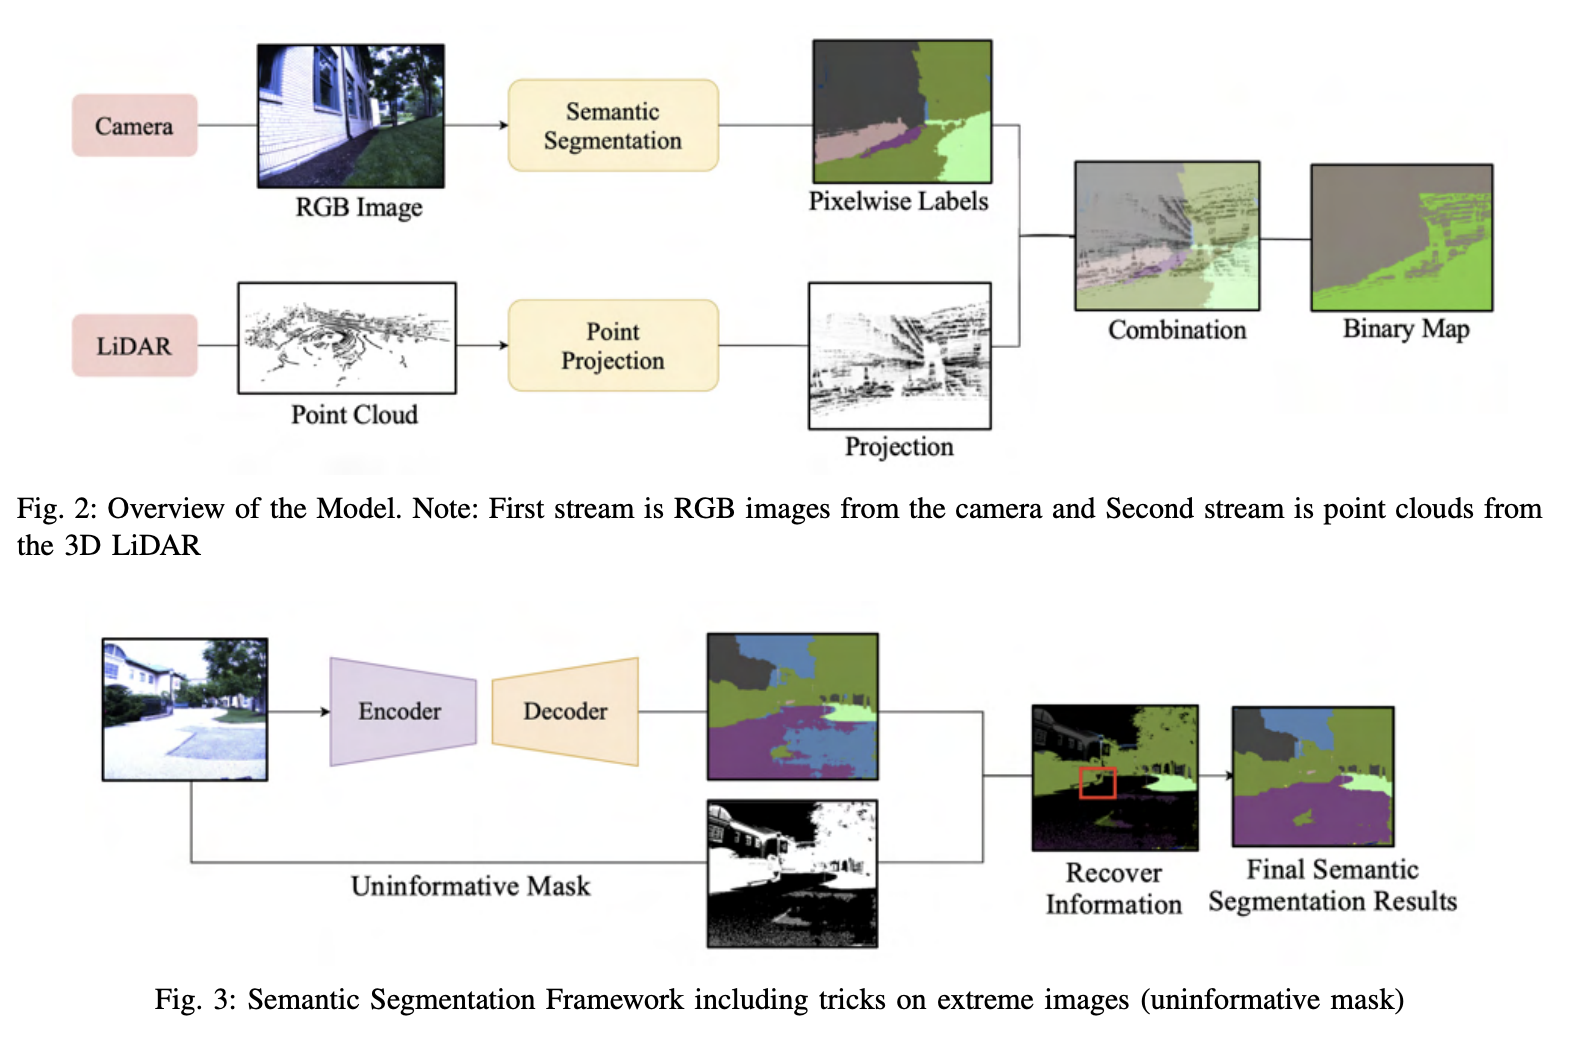 Camera
RGB Image
Semantic
Segmentation
Pixelwise Labels
LiDAR
Point Cloud
Point
Projection
Projection
Combination
Binary Map
Fig. 2: Overview of the Model. Note: First stream is RGB images from the camera and Second stream is point clouds from
the 3D LiDAR
Encoder
Decoder
Uninformative Mask
Recover
Information
Final Semantic
Segmentation Results
Fig. 3: Semantic Segmentation Framework including tricks on extreme images (uninformative mask)